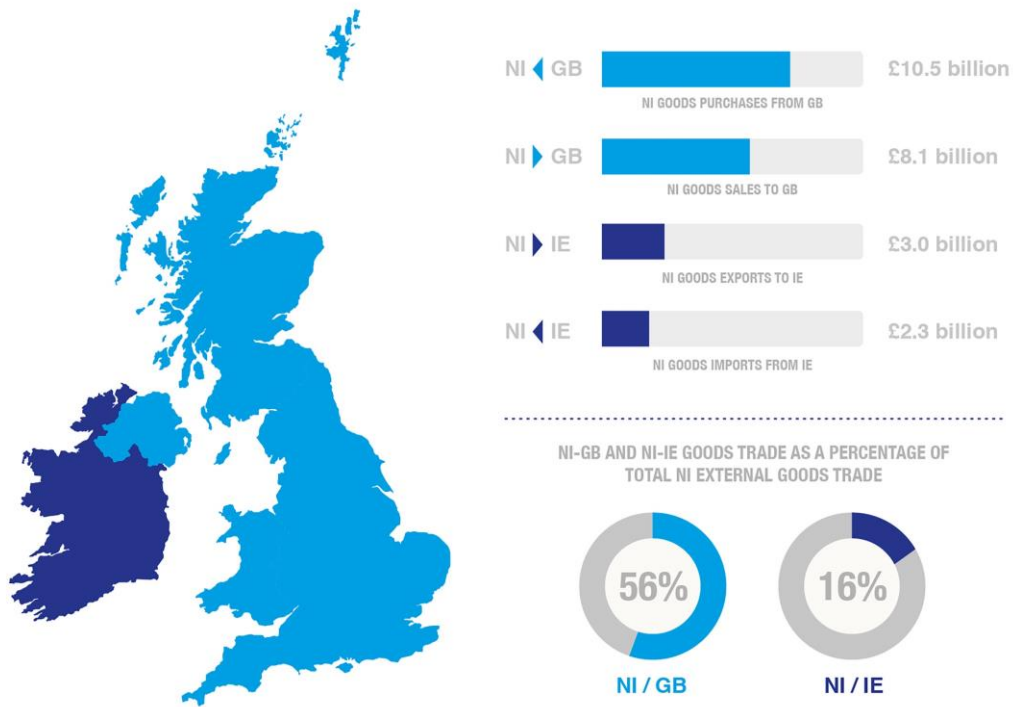 NI GB £10.5 billion
NI GOODS PURCHASES FROM GB
NI GB £8.1 billion
NI GOODS SALES TO GB
NI IE £3.0 billion
NI GOODS EXPORTS TO IE
NI IE £2.3 billion
NI GOODS IMPORTS FROM IE
NI-GB AND NI-IE GOODS TRADE AS A PERCENTAGE OF
TOTAL NI EXTERNAL GOODS TRADE
56%
NI / GB
16%
NI / IE